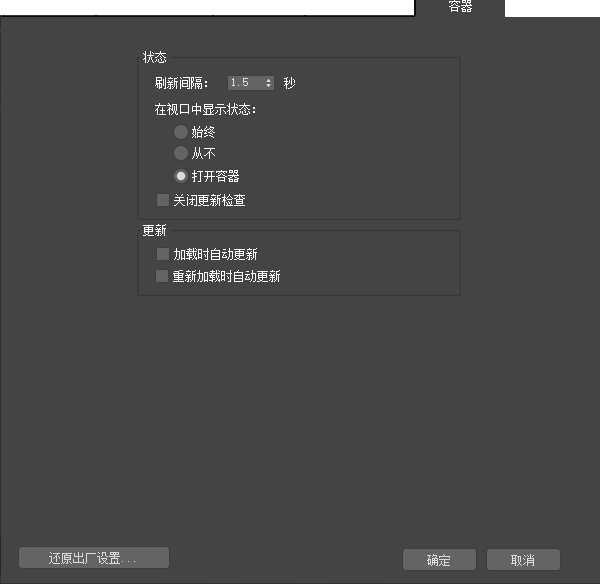 容器
状态
刷新间隔： 1.5 秒
在视口中显示状态：
始终
从不
打开容器
关闭更新检查
更新
加载时自动更新
重新加载时自动更新
还原出厂设置... 确定 取消